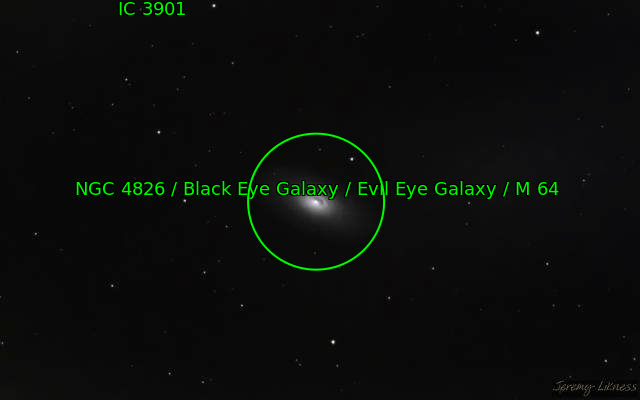 IC 3901
NGC 4826 / Black Eye Galaxy / Evil Eye Galaxy / M 64
Jeremy Likness